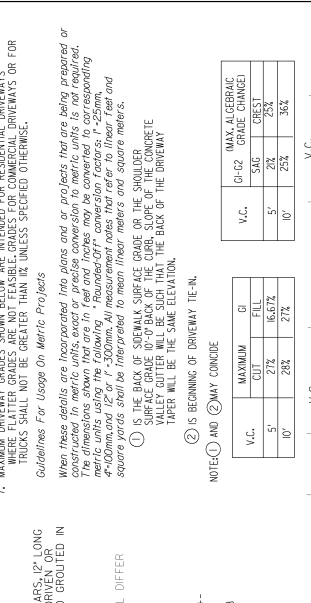 7. MAXIMUM DRIVEWAY GRADES SHOWN BELOW ARE INTENDED FOR RESIDENTIAL DRIVEWAYS
WHERE FLATTER GRADES ARE NOT FEASIBLE. GRADES FOR COMMERCIAL DRIVEWAYS OR FOR
TRUCKS SHALL NOT BE GREATER THAN 11% UNLESS SPECIFIED OTHERWISE.
Guidelines For Usage On Metric Projects
When these details are incorporated into plans and or projects that are being prepared or
constructed in metric units, exact or precise conversion to metric units is not required.
The dimensions shown that are in feet and inches may be converted to corresponding
metric units using the following "Rounded-Off" conversion factors: 1"=25mm,
4"=100mm, and 12" or 1'=300mm. All measurement notes that refer to linear feet and
square yards shall be interpreted to mean linear meters and square meters.
① IS THE BACK OF SIDEWALK SURFACE GRADE OR THE SHOULDER
SURFACE GRADE 10'-0" BACK OF THE CURB. SLOPE OF THE CONCRETE
VALLEY GUTTER WILL BE SUCH THAT THE BACK OF THE DRIVEWAY
TAPER WILL BE THE SAME ELEVATION.
② IS BEGINNING OF DRIVEWAY TIE-IN.
NOTE: ① AND ② MAY COINCIDE
V.C. MAXIMUM G1
CUT FILL
5' 27% 16.67%
10' 28% 27%
V.C. G1-G2 (MAX. ALGEBRAIC GRADE CHANGE)
SAG CREST
5' 21% 25%
10' 25% 36%
V.C.
ARS, 12" LONG
DRIVEN OR
D GROUTED IN
L DIFFER